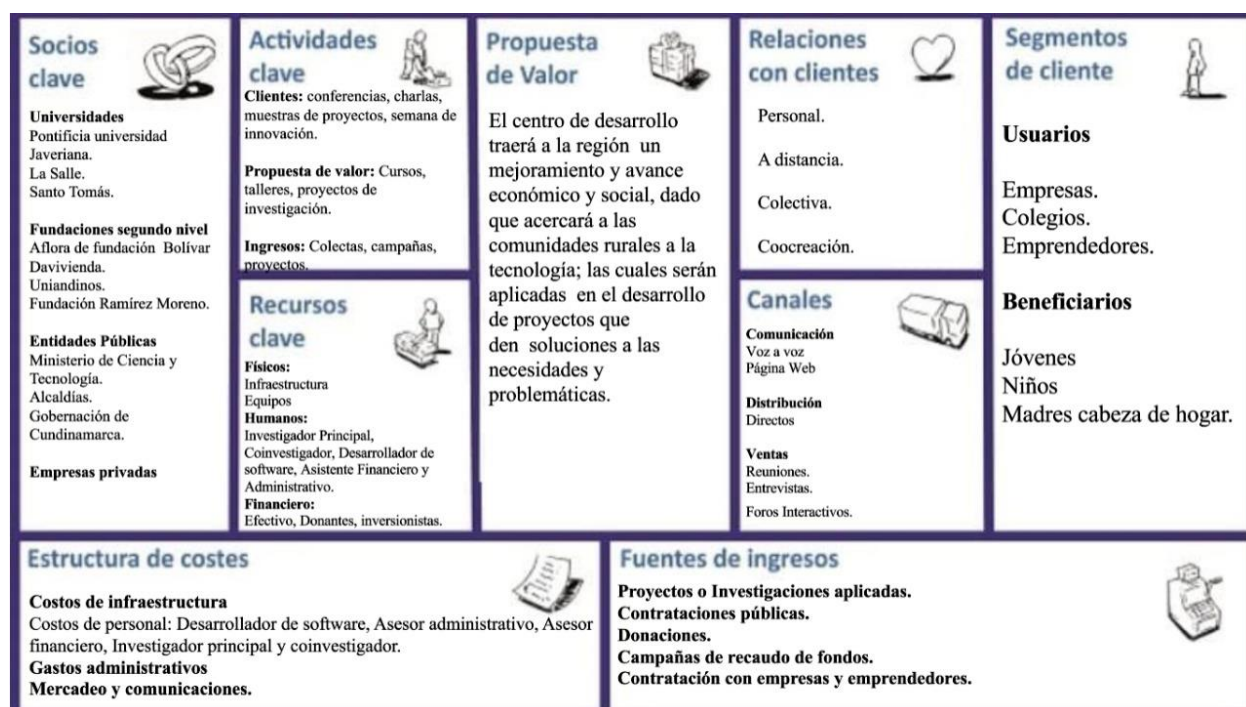 Socios
clave
Universidades
Pontificia universidad
Javeriana.
La Salle.
Santo Tomás.
Fundaciones segundo nivel
Aflora de fundación Bolívar
Davivienda.
Uniandinos.
Fundación Ramírez Moreno.
Entidades Públicas
Ministerio de Ciencia y
Tecnología.
Alcaldías.
Gobernación de
Cundinamarca.
Empresas privadas
Actividades
clave
Clientes: conferencias, charlas,
muestras de proyectos, semana de
innovación.
Propuesta de valor: Cursos,
talleres, proyectos de
investigación.
Ingresos: Colectas, campañas,
proyectos.
Recursos
clave
Físicos:
Infraestructura
Equipos
Humanos:
Investigador Principal,
Coinvestigador, Desarrollador de
software, Asistente Financiero y
Administrativo.
Financiero:
Efectivo, Donantes, inversionistas.
Propuesta
de Valor
El centro de desarrollo
traerá a la región un
mejoramiento y avance
económico y social, dado
que acercará a las
comunidades rurales a la
tecnología; las cuales serán
aplicadas en el desarrollo
de proyectos que
den soluciones a las
necesidades y
problemáticas.
Relaciones
con clientes
Personal.
A distancia.
Colectiva.
Coocreación.
Canales
Comunicación
Voz a voz
Página Web
Distribución
Directos
Ventas
Reuniones.
Entrevistas.
Foros Interactivos.
Segmentos
de cliente
Usuarios
Empresas.
Colegios.
Emprendedores.
Beneficiarios
Jóvenes
Niños
Madres cabeza de hogar.
Estructura de costes
Costos de infraestructura
Costos de personal: Desarrollador de software, Asesor administrativo, Asesor
financiero, Investigador principal y coinvestigador.
Gastos administrativos
Mercadeo y comunicaciones.
Fuentes de ingresos
Proyectos o Investigaciones aplicadas.
Contrataciones públicas.
Donaciones.
Campañas de recaudo de fondos.
Contratación con empresas y emprendedores.